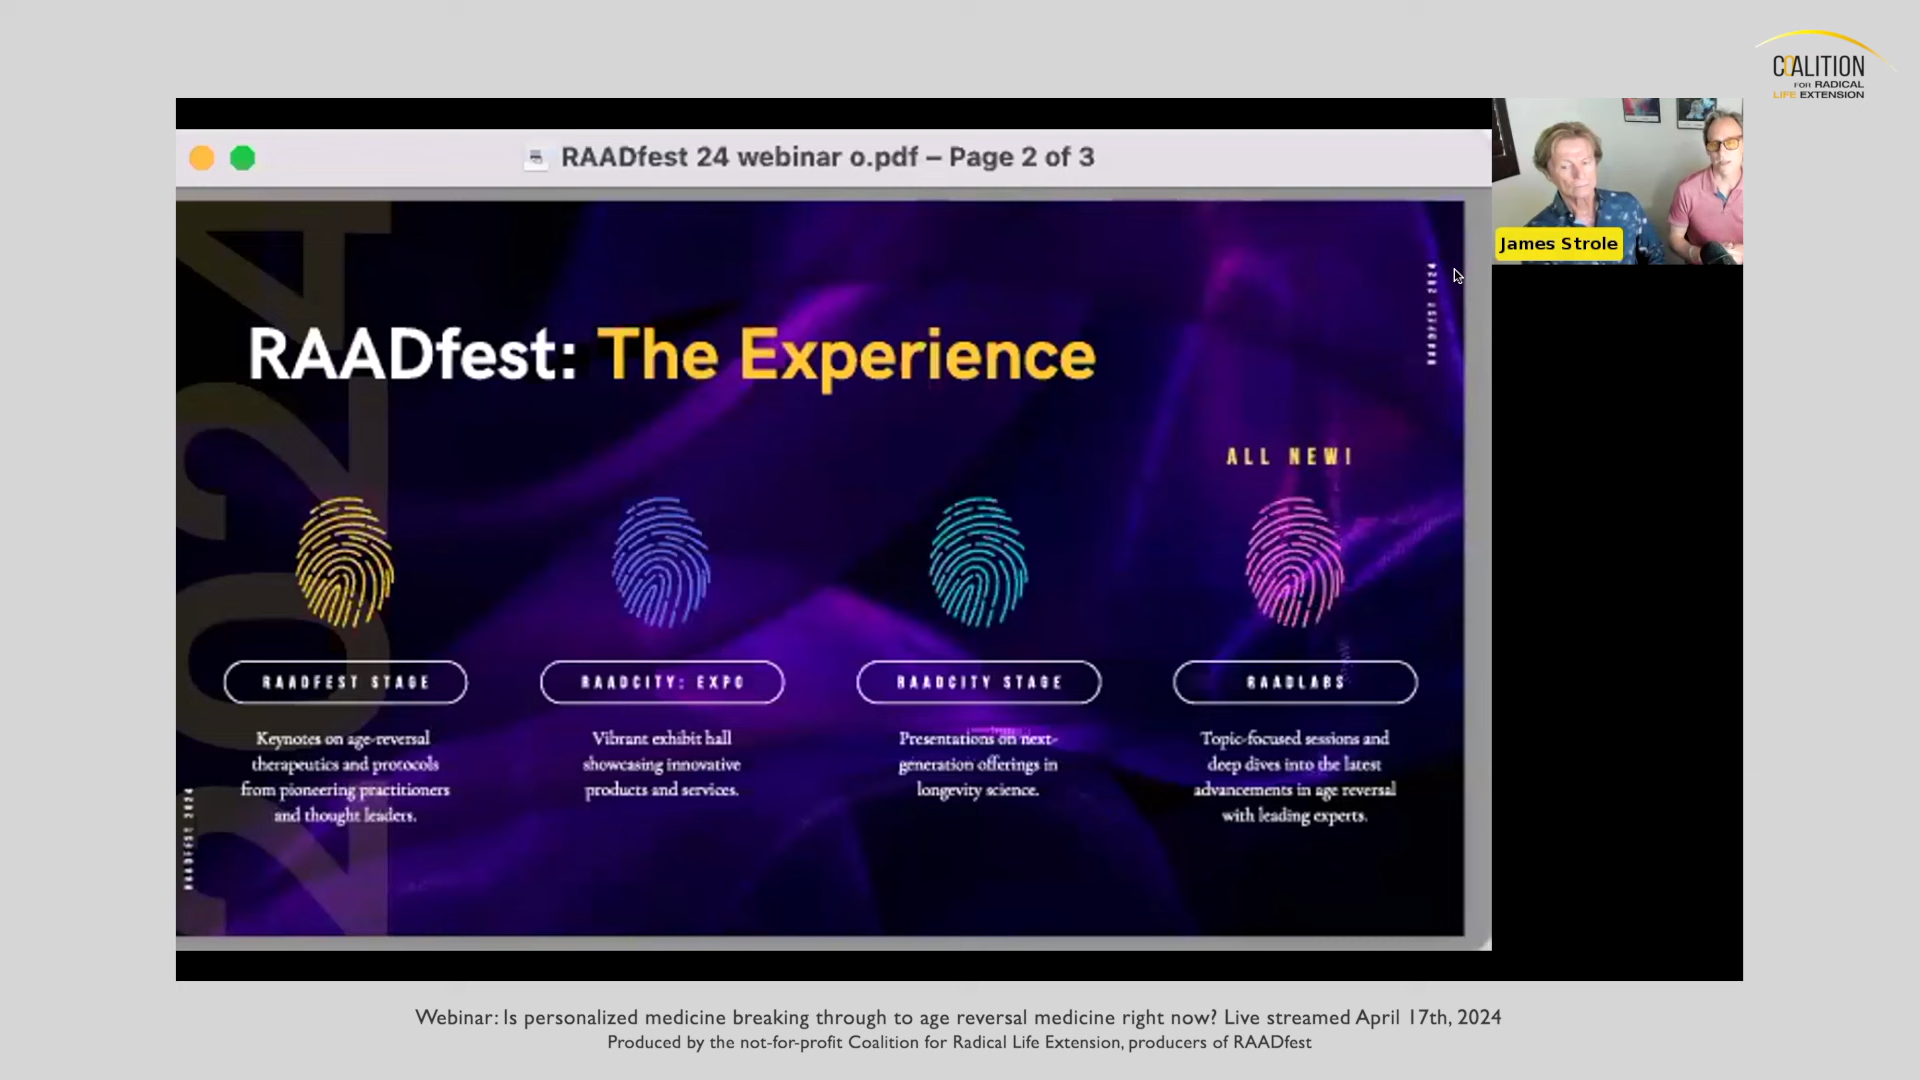 COALITION
FOR RADICAL
LIFE EXTENSION
RAADfest 24 webinar o.pdf – Page 2 of 3
James Strole
RAADFEST 2024
2024
RAADfest: The Experience
ALL NEW!
RAADFEST STAGE
RAADCITY: EXPO
RAADCITY STAGE
RAADLABS
Keynotes on age-reversal
therapeutics and protocols
from pioneering practitioners
and thought leaders.
Vibrant exhibit hall
showcasing innovative
products and services.
Presentations on next-
generation offerings in
longevity science.
Topic-focused sessions and
deep dives into the latest
advancements in age reversal
with leading experts.
RAADFEST 2024
Webinar: Is personalized medicine breaking through to age reversal medicine right now? Live streamed April 17th, 2024
Produced by the not-for-profit Coalition for Radical Life Extension, producers of RAADfest